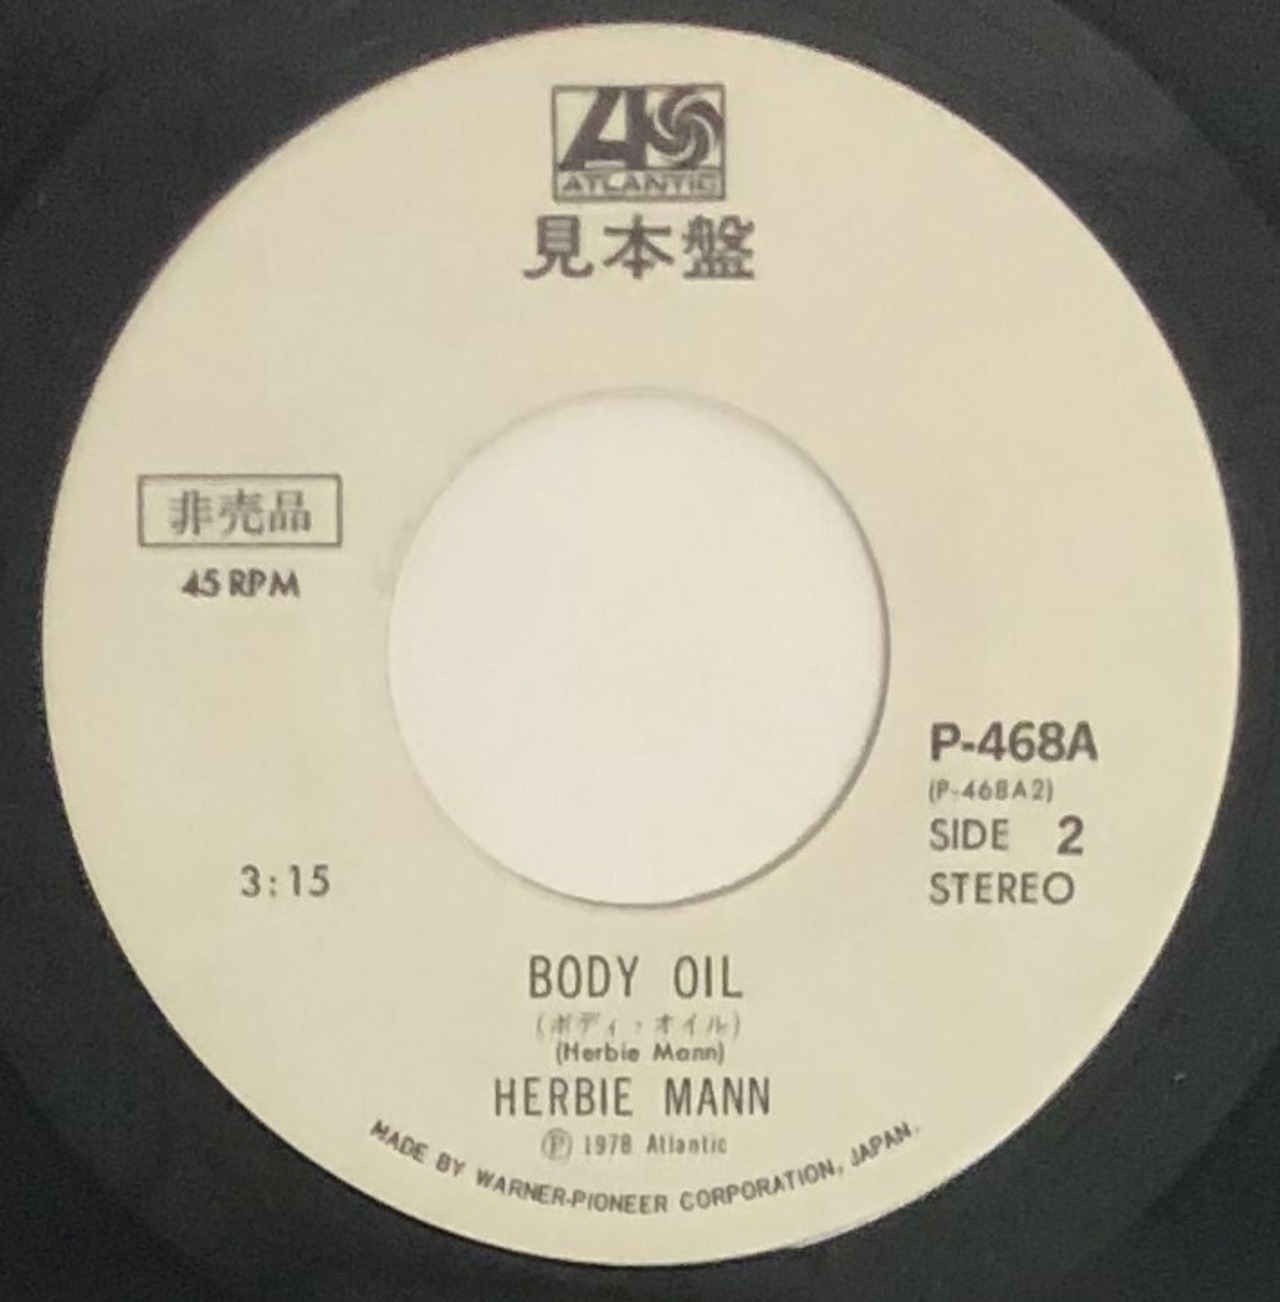 ATLANTIC
見本盤
非売品
45 RPM
P-468A
(P-468A2)
SIDE 2
STEREO
3:15
BODY OIL
(ボディ・オイル)
(Herbie Mann)
HERBIE MANN
Ⓟ 1978 Atlantic
MADE BY WARNER-PIONEER CORPORATION, JAPAN.